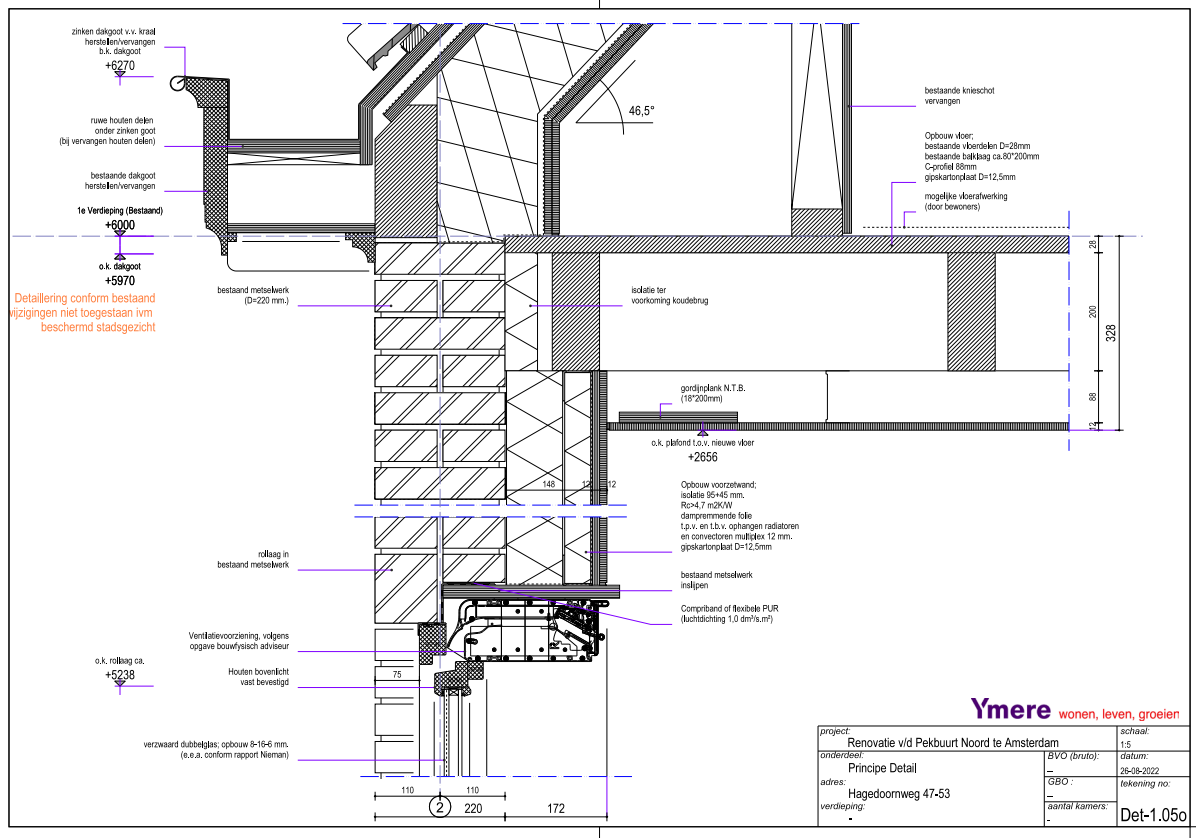 zinken dakgoot v.v. kraal
herstellen/vervangen
b.k. dakgoot
+6270
ruwe houten delen
onder zinken goot
(bij vervangen houten delen)
bestaande dakgoot
herstellen/vervangen
1e Verdieping (Bestaand)
+6000
o.k. dakgoot
+5970
Detaillering conform bestaand
wijzigingen niet toegestaan ivm
beschermd stadsgezicht
bestaand metselwerk
(D=220 mm.)
rollaag in
bestaand metselwerk
Ventilatievoorziening, volgens
opgave bouwfysisch adviseur
o.k. rollaag ca.
+5238
Houten bovenlicht
vast bevestigd
verzwaard dubbelglas; opbouw 8-16-6 mm.
(e.e.a. conform rapport Nieman)
46,5°
bestaande knieschot
vervangen
Opbouw vloer;
bestaande vloerdelen D=28mm
bestaande balklaag ca.80*200mm
C-profiel 88mm
gipskartonplaat D=12,5mm
mogelijke vloerafwerking
(door bewoners)
isolatie ter
voorkoming koudebrug
28
200
328
88
12
gordijnplank N.T.B.
(18*200mm)
o.k. plafond t.o.v. nieuwe vloer
+2656
148
12
12
Opbouw voorzetwand;
isolatie 95+45 mm.
Rc>4,7 m2K/W
dampremmende folie
t.p.v. en t.b.v. ophangen radiatoren
en convectoren multiplex 12 mm.
gipskartonplaat D=12,5mm
bestaand metselwerk
inslijpen
Compriband of flexibele PUR
(luchtdichting 1,0 dm³/s.m²)
75
110
110
2
220
172
Ymere wonen, leven, groeien
project:
Renovatie v/d Pekbuurt Noord te Amsterdam
schaal:
1:5
onderdeel:
Principe Detail
BVO (bruto):
–
datum:
26-08-2022
adres:
Hagedoornweg 47-53
GBO :
–
tekening no:
Det-1.05o
verdieping:
-
aantal kamers:
-